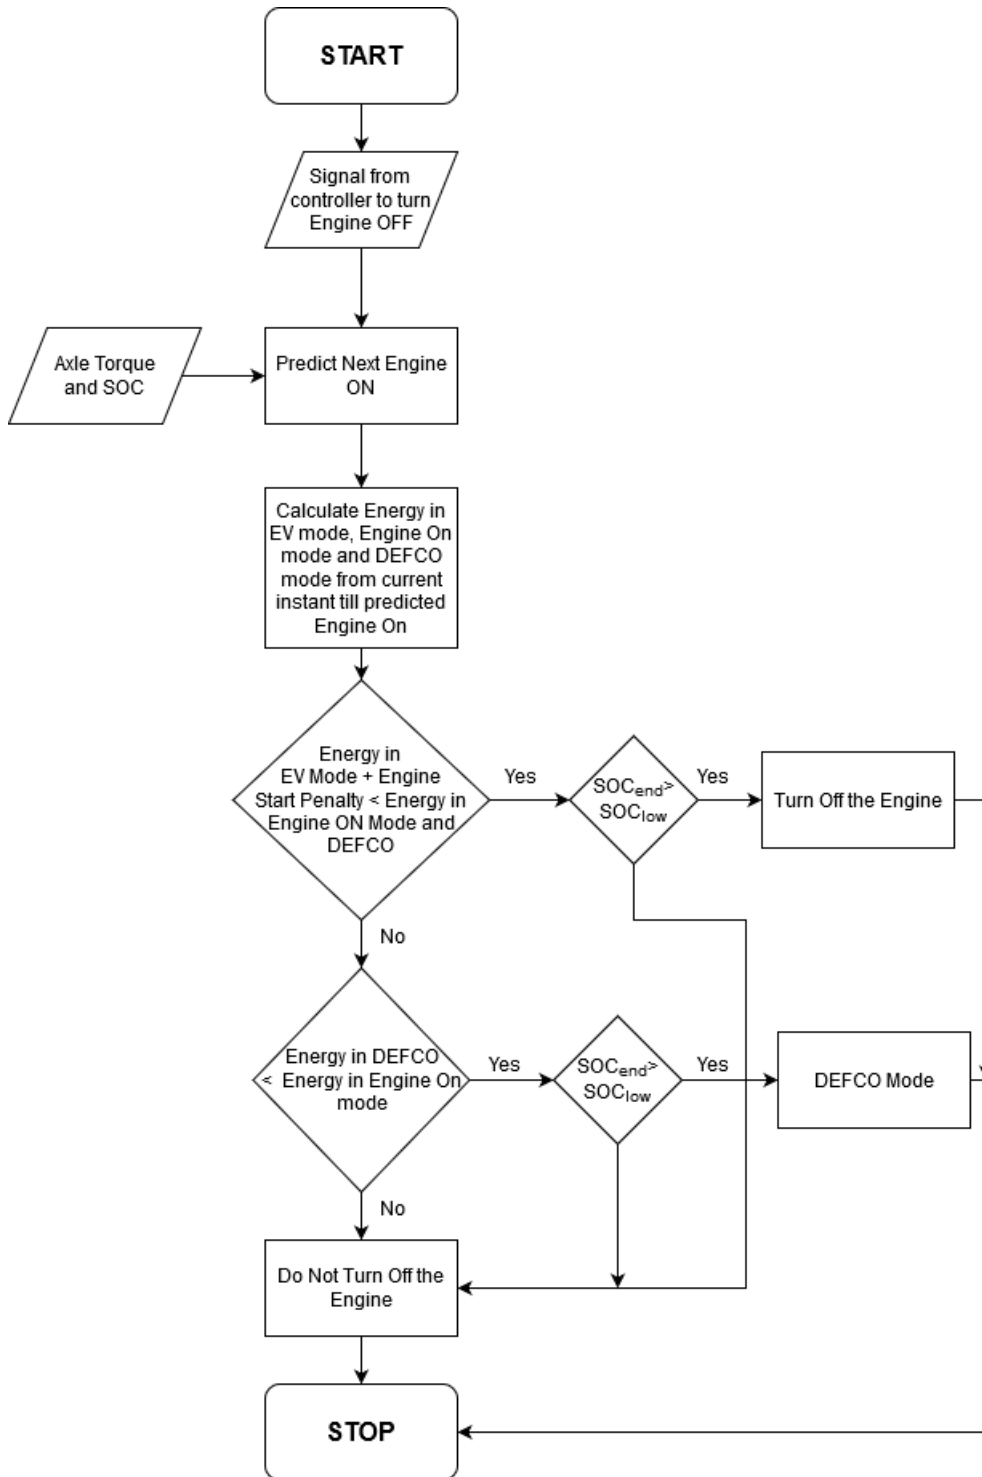 START
Signal from
controller to turn
Engine OFF
Axle Torque
and SOC
Predict Next Engine
ON
Calculate Energy in
EV mode, Engine On
mode and DEFCO
mode from current
instant till predicted
Engine On
Energy in
EV Mode + Engine
Start Penalty < Energy in
Engine ON Mode and
DEFCO
Yes
SOCend>
SOClow
Yes
Turn Off the Engine
No
Energy in DEFCO
< Energy in Engine On
mode
Yes
SOCend>
SOClow
Yes
DEFCO Mode
No
Do Not Turn Off the
Engine
STOP